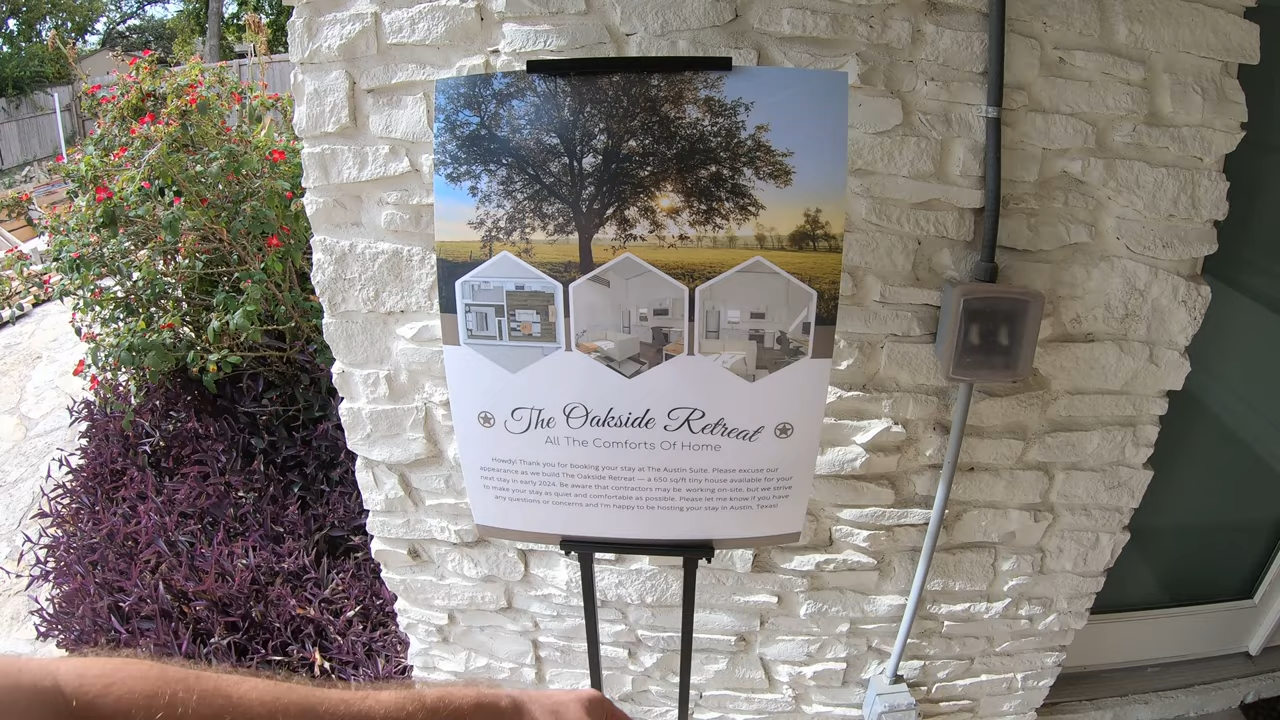 The Oakside Retreat
All The Comforts Of Home
Howdy! Thank you for booking your stay at The Austin Suite. Please excuse our
appearance as we build The Oakside Retreat — a 650 sq/ft tiny house available for your
next stay in early 2024. Be aware that contractors may be working on-site, but we strive
to make your stay as quiet and comfortable as possible. Please let me know if you have
any questions or concerns and I'm happy to be hosting your stay in Austin, Texas!